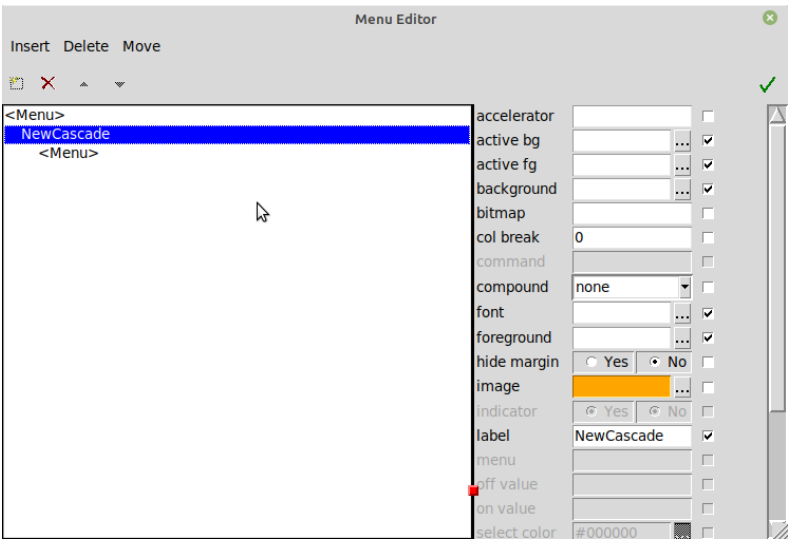 Menu Editor
Insert Delete Move
<Menu>
NewCascade
<Menu>
accelerator
active bg ...
active fg ...
background ...
bitmap
col break 0
command
compound none
font ...
foreground ...
hide margin Yes No
image ...
indicator Yes No
label NewCascade
menu
off value
on value
select color #000000 ...